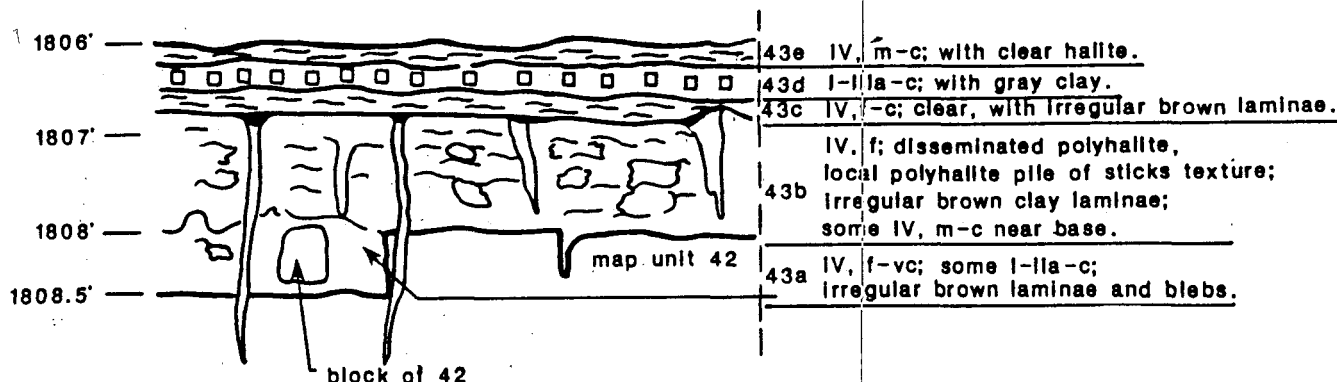 1806'
43e IV, m-c; with clear halite.
43d I-IIa-c; with gray clay.
43c IV, f-c; clear, with irregular brown laminae.
1807'
43b IV, f; disseminated polyhalite,
local polyhalite pile of sticks texture;
irregular brown clay laminae;
some IV, m-c near base.
1808'
map unit 42
43a IV, f-vc; some I-IIa-c;
irregular brown laminae and blebs.
1808.5'
block of 42